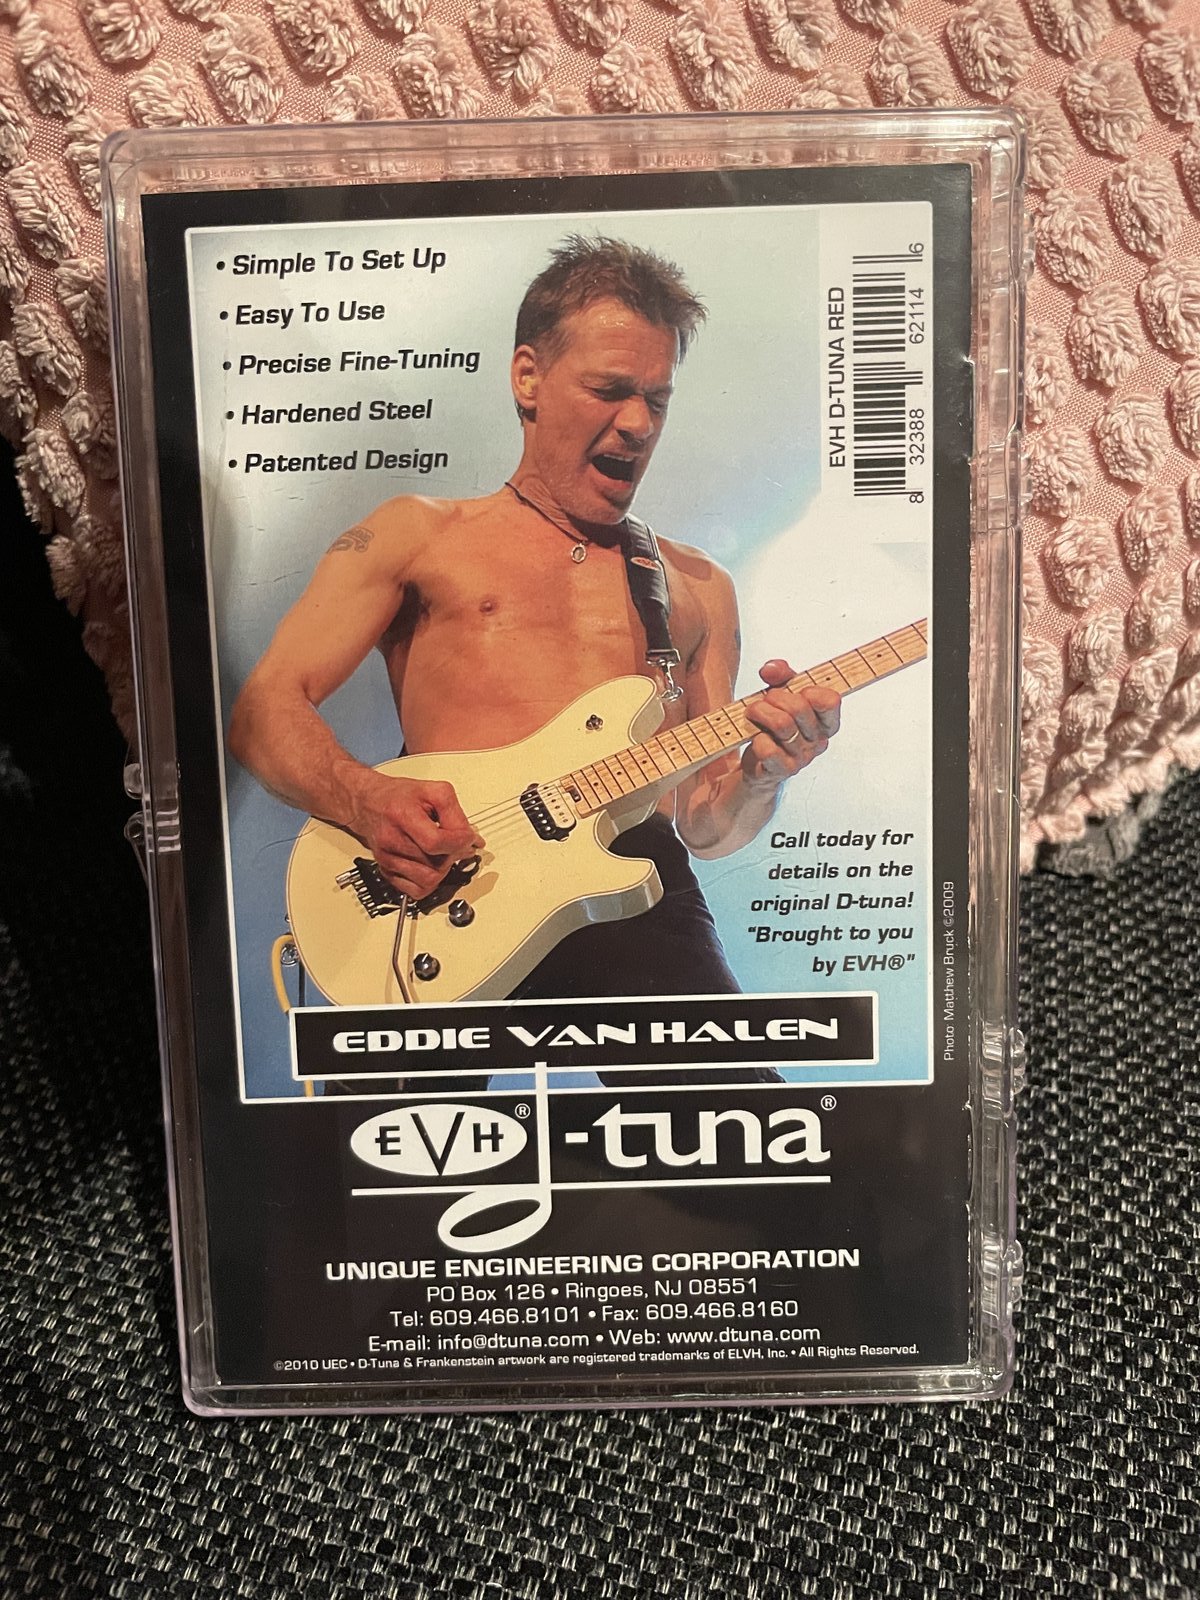 • Simple To Set Up
• Easy To Use
• Precise Fine-Tuning
• Hardened Steel
• Patented Design
EVH D-TUNA RED
8 32388 62114 6
Call today for
details on the
original D-tuna!
"Brought to you
by EVH®"
Photo: Matthew Bruck ©2009
EDDIE VAN HALEN
EVH® d-tuna®
UNIQUE ENGINEERING CORPORATION
PO Box 126 • Ringoes, NJ 08551
Tel: 609.466.8101 • Fax: 609.466.8160
E-mail: info@dtuna.com • Web: www.dtuna.com
©2010 UEC • D-Tuna & Frankenstein artwork are registered trademarks of ELVH, Inc. • All Rights Reserved.